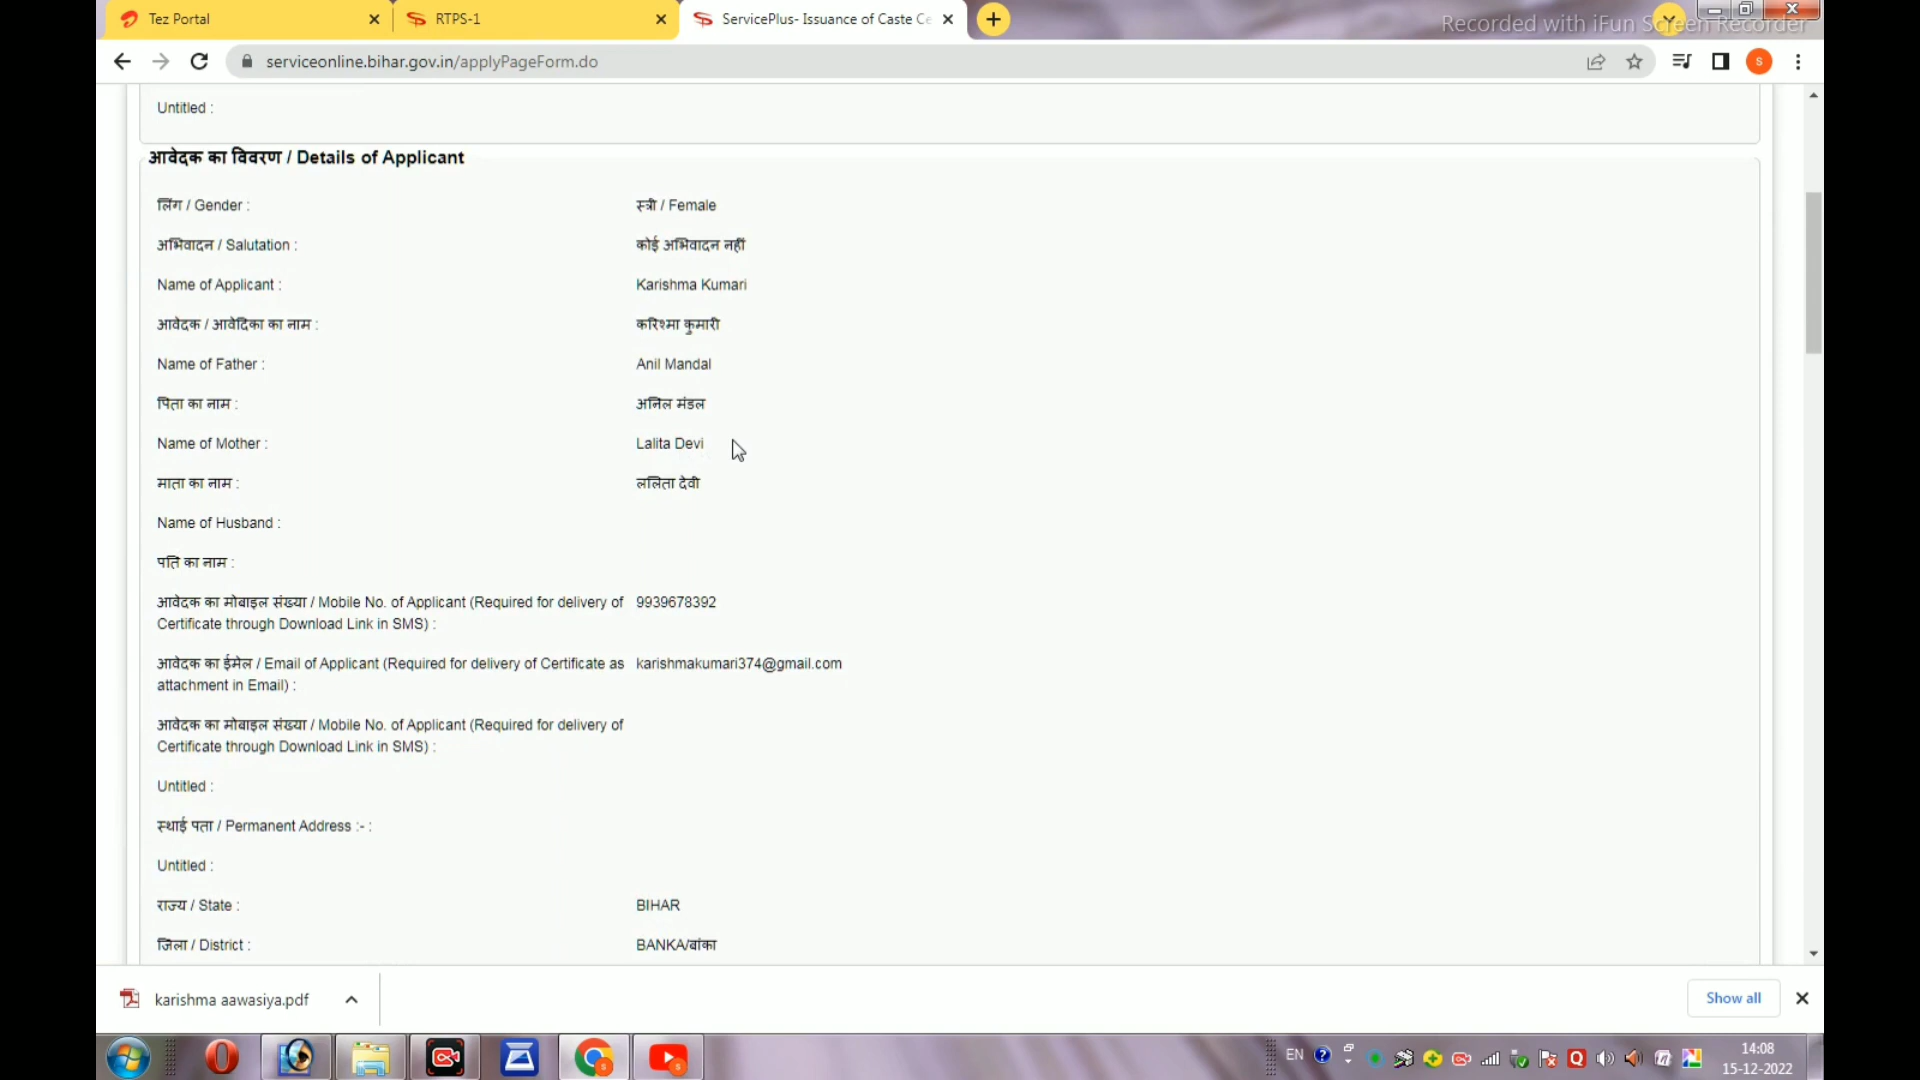 Tez Portal
RTPS-1
ServicePlus- Issuance of Caste Ce
Recorded with iFun Screen Recorder
serviceonline.bihar.gov.in/applyPageForm.do
S
Untitled :
आवेदक का विवरण / Details of Applicant
लिंग / Gender : स्त्री / Female
अभिवादन / Salutation : कोई अभिवादन नहीं
Name of Applicant : Karishma Kumari
आवेदक / आवेदिका का नाम : करिश्मा कुमारी
Name of Father : Anil Mandal
पिता का नाम : अनिल मंडल
Name of Mother : Lalita Devi
माता का नाम : ललिता देवी
Name of Husband :
पति का नाम :
आवेदक का मोबाइल संख्या / Mobile No. of Applicant (Required for delivery of 9939678392
Certificate through Download Link in SMS) :
आवेदक का ईमेल / Email of Applicant (Required for delivery of Certificate as karishmakumari374@gmail.com
attachment in Email) :
आवेदक का मोबाइल संख्या / Mobile No. of Applicant (Required for delivery of
Certificate through Download Link in SMS) :
Untitled :
स्थाई पता / Permanent Address :- :
Untitled :
राज्य / State : BIHAR
जिला / District : BANKA/बांका
karishma aawasiya.pdf
Show all
EN
14:08
15-12-2022